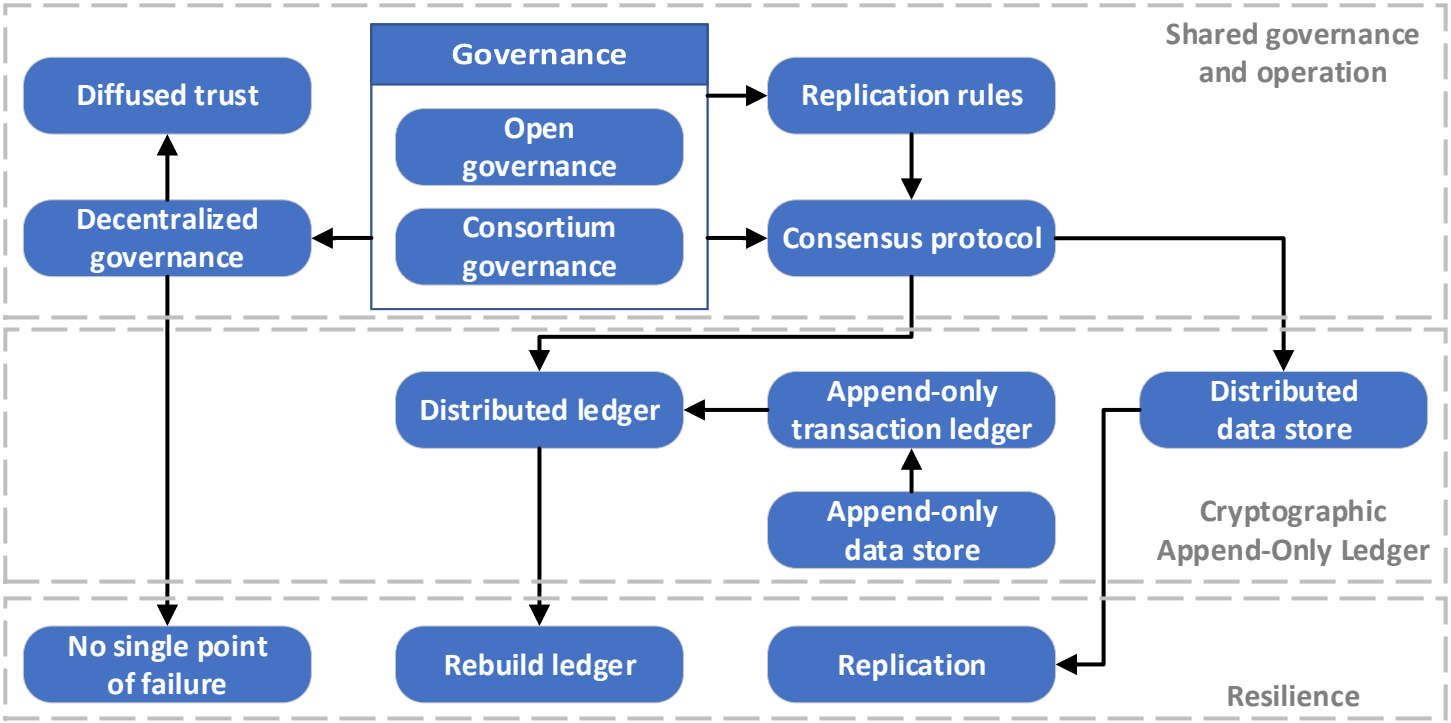 Shared governance
and operation
Governance
Diffused trust
Replication rules
Open
governance
Decentralized
governance
Consortium
governance
Consensus protocol
Distributed ledger
Append-only
transaction ledger
Distributed
data store
Append-only
data store
Cryptographic
Append-Only Ledger
No single point
of failure
Rebuild ledger
Replication
Resilience